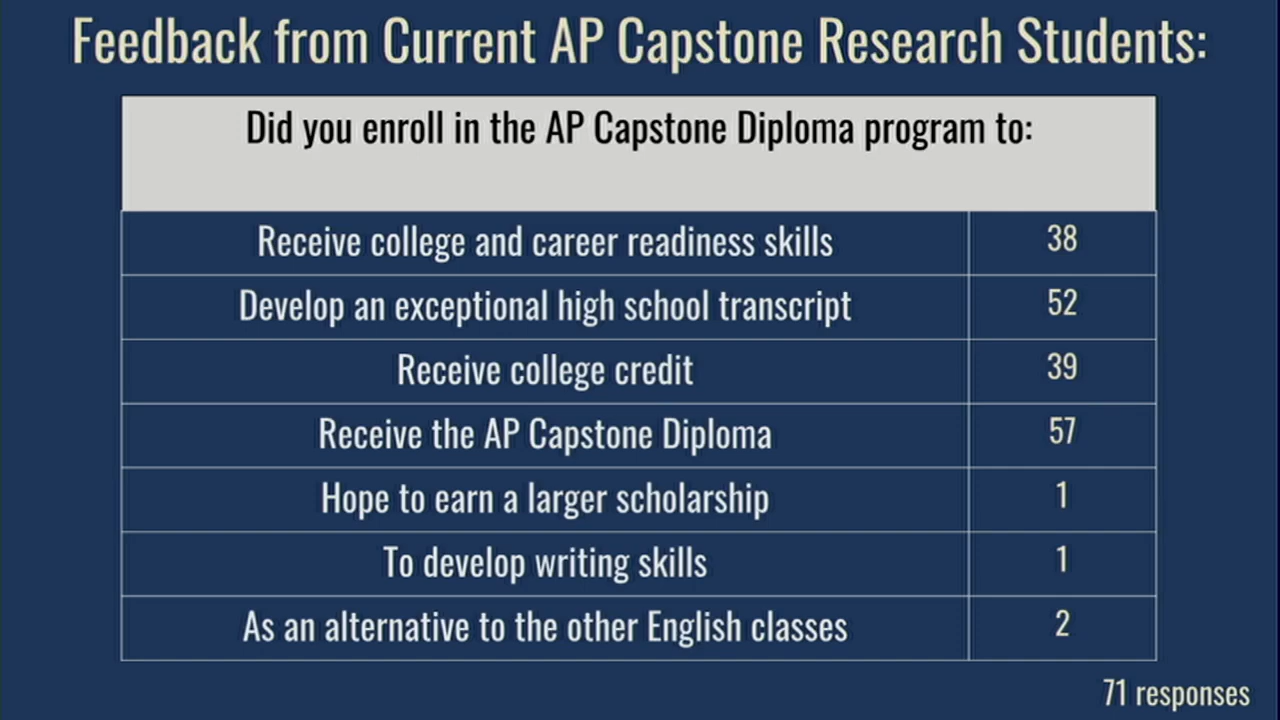 Feedback from Current AP Capstone Research Students:
Did you enroll in the AP Capstone Diploma program to:
Receive college and career readiness skills 38
Develop an exceptional high school transcript 52
Receive college credit 39
Receive the AP Capstone Diploma 57
Hope to earn a larger scholarship 1
To develop writing skills 1
As an alternative to the other English classes 2
71 responses